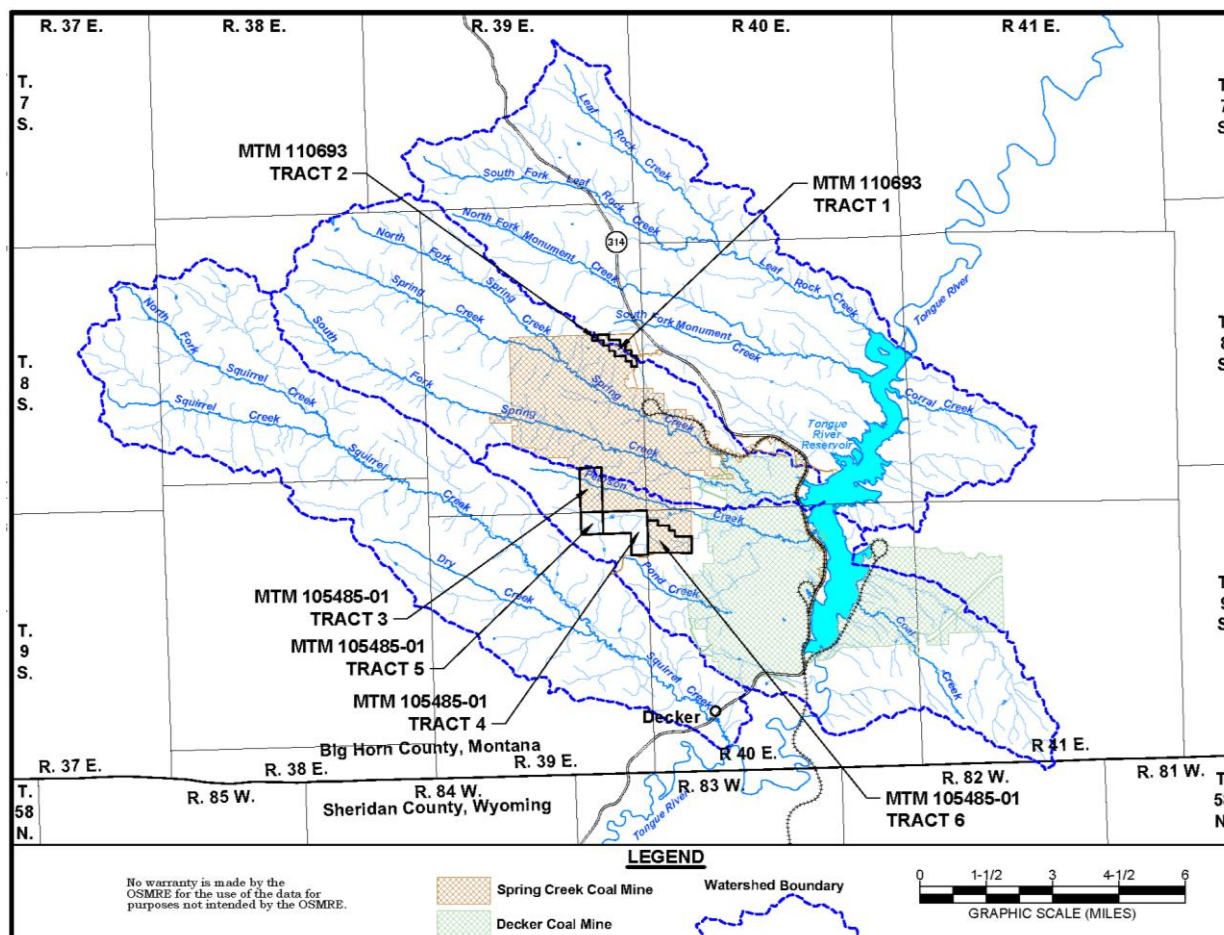 R. 37 E.
R. 38 E.
R. 39 E.
R 40 E.
R 41 E.
T.
7
S.
T.
7
S.
MTM 110693
TRACT 2
MTM 110693
TRACT 1
Leaf Rock Creek
South Fork Leaf Rock Creek
North Fork Monument Creek
314
Leaf Rock Creek
Tongue River
North Fork Spring Creek
Spring Creek
South Fork Monument Creek
North Fork Squirrel Creek
South Fork Spring Creek
T.
8
S.
T.
8
S.
Squirrel Creek
Spring Creek
Corral Creek
Tongue
River
Reservoir
Squirrel Creek
Pearson Creek
MTM 105485-01
TRACT 3
Dry Creek
Pond Creek
T.
9
S.
T.
9
S.
Coal Creek
MTM 105485-01
TRACT 5
Squirrel Creek
MTM 105485-01
TRACT 4
Decker
Big Horn County, Montana
R. 37 E.
R. 38 E.
R. 39 E.
R 40 E.
R 41 E.
T.
58
N.
R. 85 W.
R. 84 W.
R. 83 W.
R. 82 W.
R. 81 W.
T.
58
N.
Sheridan County, Wyoming
Tongue River
MTM 105485-01
TRACT 6
LEGEND
No warranty is made by the
OSMRE for the use of the data for
purposes not intended by the OSMRE.
Spring Creek Coal Mine
Decker Coal Mine
Watershed Boundary
0 1-1/2 3 4-1/2 6
GRAPHIC SCALE (MILES)